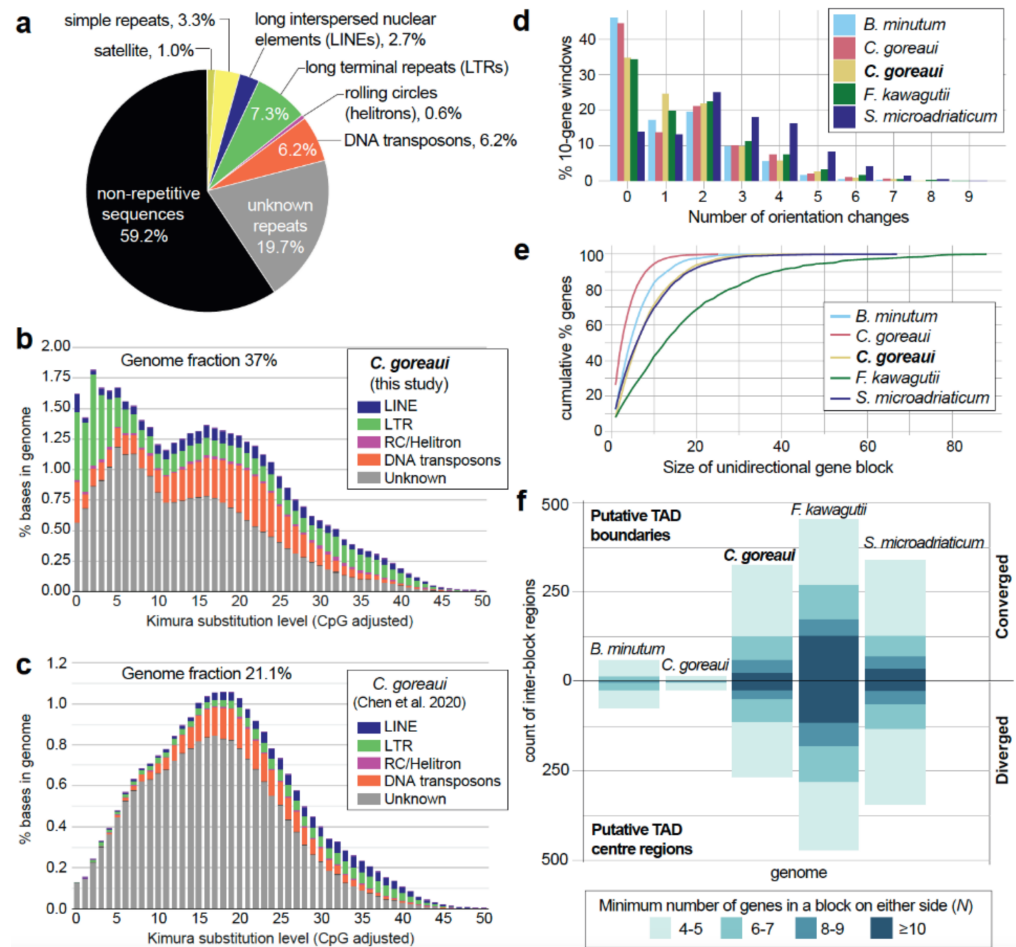 a
simple repeats, 3.3%
satellite, 1.0%
long interspersed nuclear
elements (LINEs), 2.7%
long terminal repeats (LTRs)
7.3%
rolling circles
(helitrons), 0.6%
DNA transposons, 6.2%
6.2%
non-repetitive
sequences
59.2%
unknown
repeats
19.7%
b
Genome fraction 37%
C. goreaui
(this study)
LINE
LTR
RC/Helitron
DNA transposons
Unknown
% bases in genome
2.00
1.75
1.50
1.25
1.00
0.75
0.50
0.25
0.00
0 5 10 15 20 25 30 35 40 45 50
Kimura substitution level (CpG adjusted)
c
Genome fraction 21.1%
C. goreaui
(Chen et al. 2020)
LINE
LTR
RC/Helitron
DNA transposons
Unknown
% bases in genome
1.2
1.0
0.8
0.6
0.4
0.2
0.0
0 5 10 15 20 25 30 35 40 45 50
Kimura substitution level (CpG adjusted)
d
B. minutum
C. goreaui
C. goreaui
F. kawagutii
S. microadriaticum
% 10-gene windows
40
30
20
10
0
0 1 2 3 4 5 6 7 8 9
Number of orientation changes
e
B. minutum
C. goreaui
C. goreaui
F. kawagutii
S. microadriaticum
cumulative % genes
100
80
60
40
20
0
0 20 40 60 80
Size of unidirectional gene block
f
Putative TAD
boundaries
F. kawagutii
S. microadriaticum
C. goreaui
B. minutum
C. goreaui
count of inter-block regions
500
250
0
250
500
Converged
Diverged
Putative TAD
centre regions
genome
Minimum number of genes in a block on either side (N)
4-5 6-7 8-9 ≥10